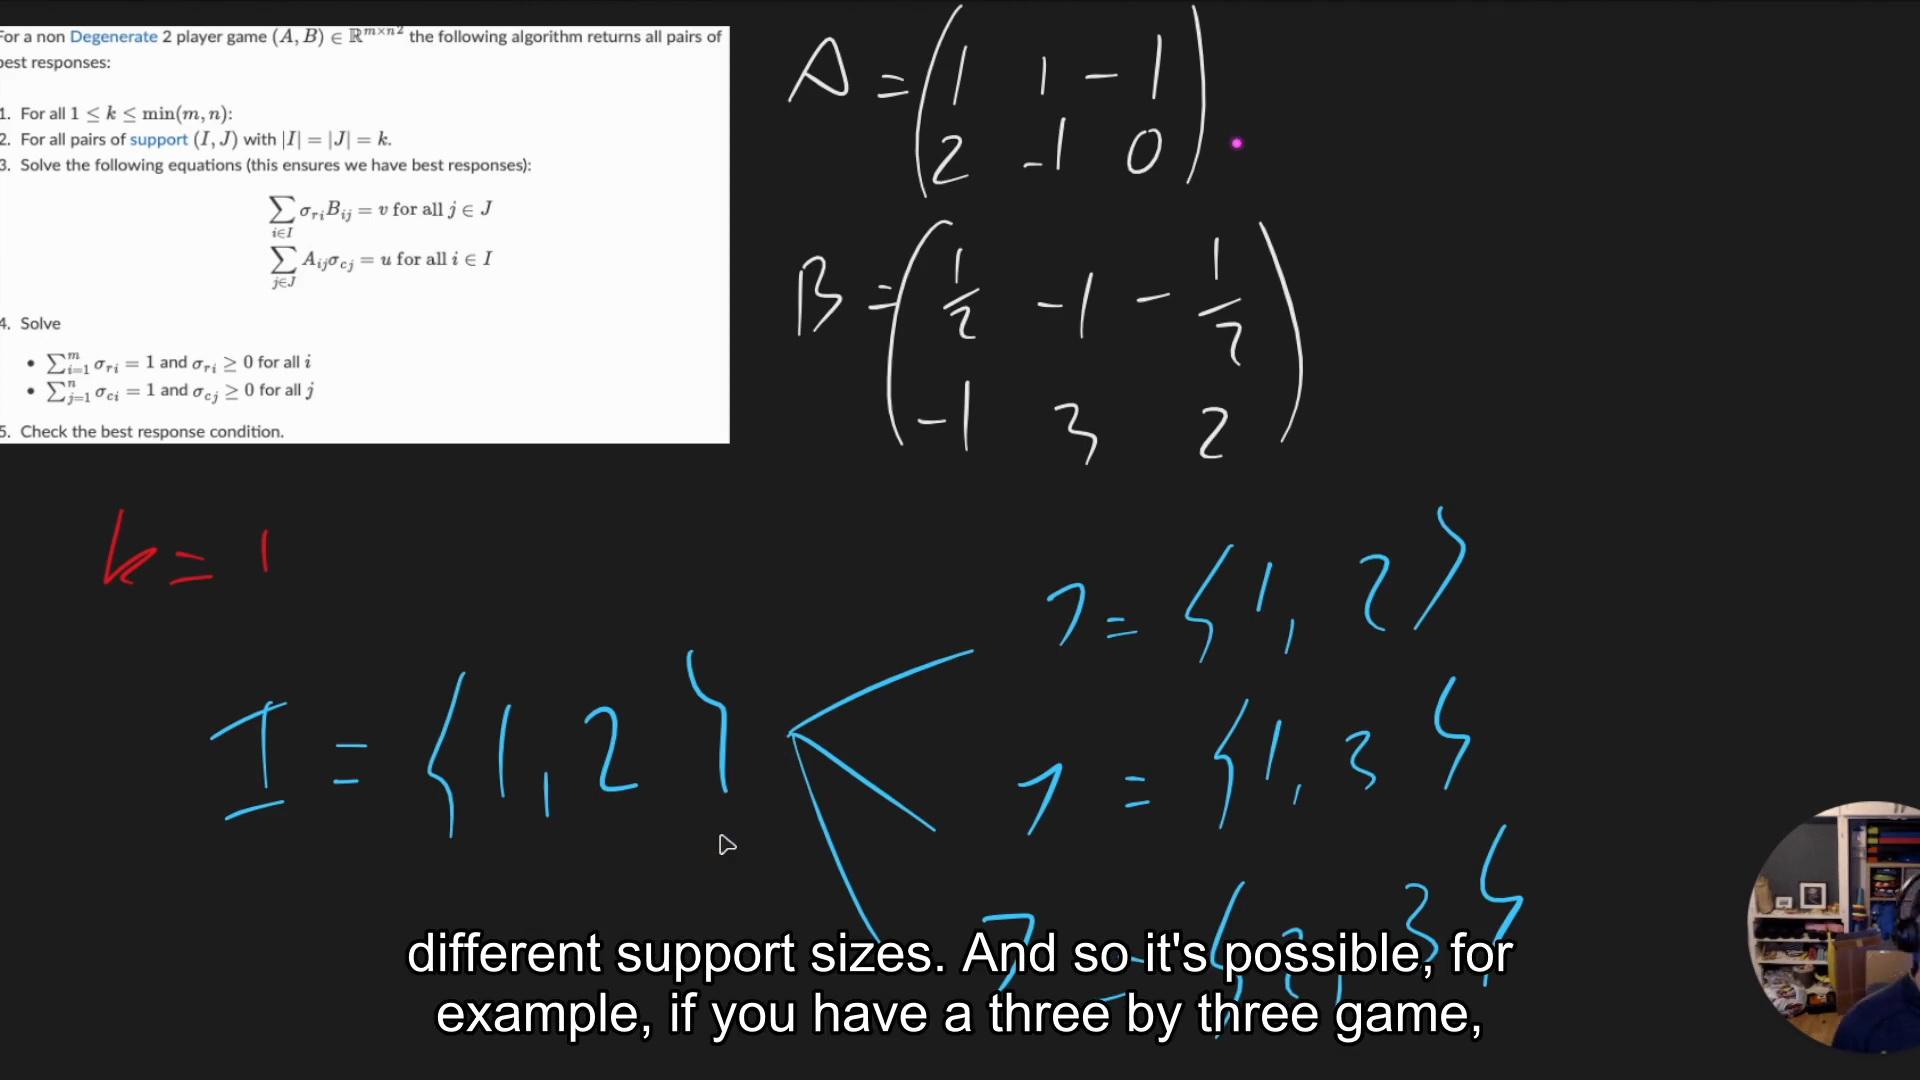 For a non Degenerate 2 player game (A, B) ∈ ℝ^{m×n^2} the following algorithm returns all pairs of
best responses:
1. For all 1 ≤ k ≤ min(m, n):
2. For all pairs of support (I, J) with |I| = |J| = k.
3. Solve the following equations (this ensures we have best responses):
∑_{i∈I} σ_{ri}B_{ij} = v for all j ∈ J
∑_{j∈J} A_{ij}σ_{cj} = u for all i ∈ I
4. Solve
• ∑_{i=1}^{m} σ_{ri} = 1 and σ_{ri} ≥ 0 for all i
• ∑_{j=1}^{n} σ_{ci} = 1 and σ_{cj} ≥ 0 for all j
5. Check the best response condition.
A = ( 1 1 -1
2 -1 0 )
B = ( 1/2 -1 -1/2
-1 3 2 )
k = 1
I = {1, 2}
J = {1, 2}
J = {1, 3}
J = {2, 3}
different support sizes. And so it's possible, for
example, if you have a three by three game,